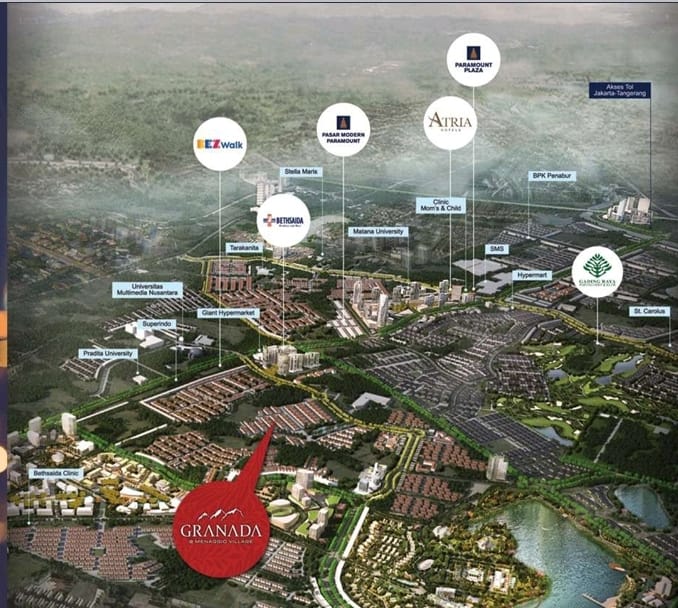 PARAMOUNT
PLAZA
Akses Tol
Jakarta-Tangerang
ATRIA
HOTELS
PASAR MODERN
PARAMOUNT
BEZ walk
Stella Maris
BPK Penabur
Clinic
Mom's & Child
BETHSAIDA
Matana University
Tarakanita
SMS
Hypermart
GADING RAYA
Universitas
Multimedia Nusantara
Giant Hypermarket
St. Carolus
Superindo
Pradita University
Bethsaida Clinic
GRANADA
@ MENAGGIO VILLAGE